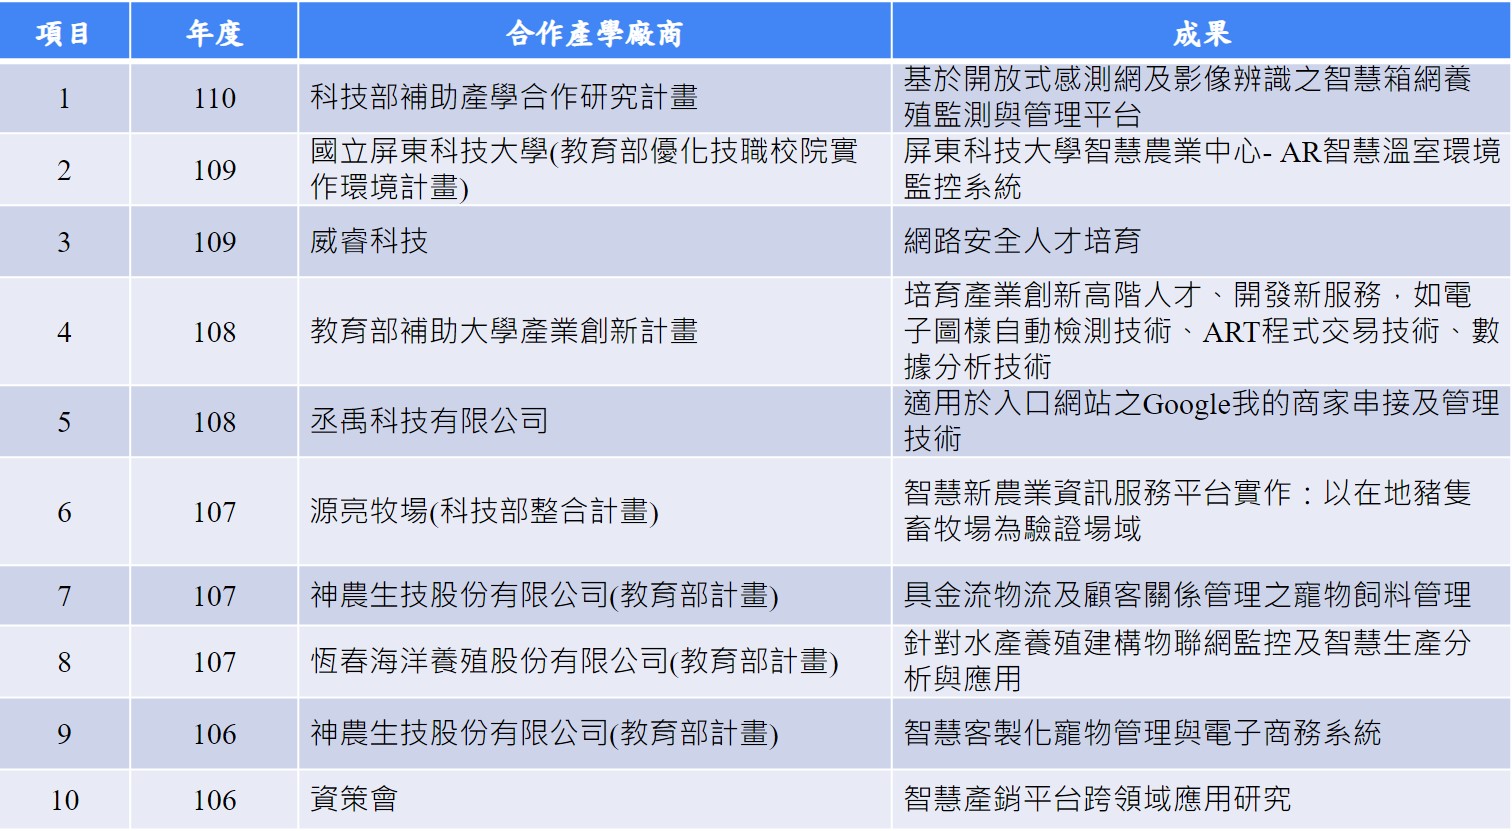 項目 年度 合作產學廠商 成果
1 110 科技部補助產學合作研究計畫 基於開放式感測網及影像辨識之智慧箱網養
殖監測與管理平台
2 109 國立屏東科技大學(教育部優化技職校院實
作環境計畫)
屏東科技大學智慧農業中心- AR智慧溫室環境
監控系統
3 109 威睿科技 網路安全人才培育
4 108 教育部補助大學產業創新計畫 培育產業創新高階人才、開發新服務，如電
子圖樣自動檢測技術、ART程式交易技術、數
據分析技術
5 108 丞禹科技有限公司 適用於入口網站之Google我的商家串接及管理
技術
6 107 源亮牧場(科技部整合計畫) 智慧新農業資訊服務平台實作：以在地豬隻
畜牧場為驗證場域
7 107 神農生技股份有限公司(教育部計畫) 具金流物流及顧客關係管理之寵物飼料管理
8 107 恆春海洋養殖股份有限公司(教育部計畫) 針對水產養殖建構物聯網監控及智慧生產分
析與應用
9 106 神農生技股份有限公司(教育部計畫) 智慧客製化寵物管理與電子商務系統
10 106 資策會 智慧產銷平台跨領域應用研究